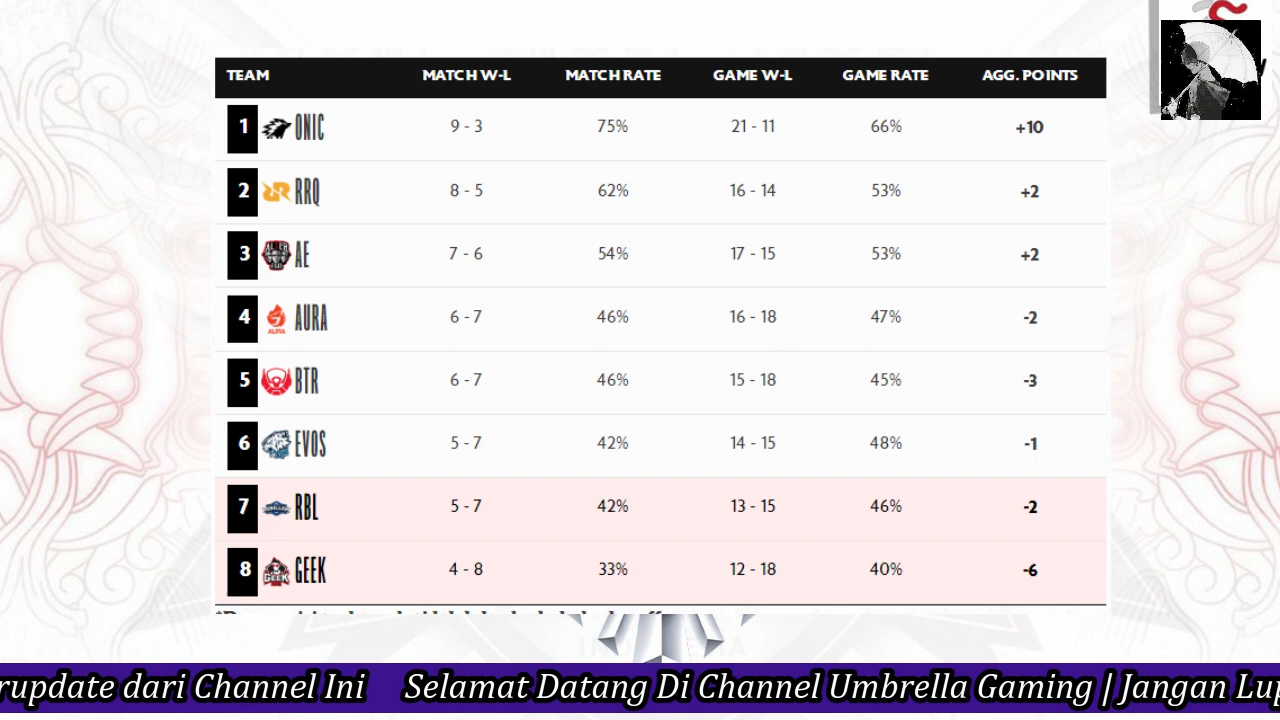 TEAM MATCH W-L MATCH RATE GAME W-L GAME RATE AGG. POINTS
1 ONIC 9 - 3 75% 21 - 11 66% +10
2 RRQ 8 - 5 62% 16 - 14 53% +2
3 AE 7 - 6 54% 17 - 15 53% +2
4 AURA 6 - 7 46% 16 - 18 47% -2
5 BTR 6 - 7 46% 15 - 18 45% -3
6 EVOS 5 - 7 42% 14 - 15 48% -1
7 RBL 5 - 7 42% 13 - 15 46% -2
8 GEEK 4 - 8 33% 12 - 18 40% -6
rupdate dari Channel Ini Selamat Datang Di Channel Umbrella Gaming | Jangan Lup